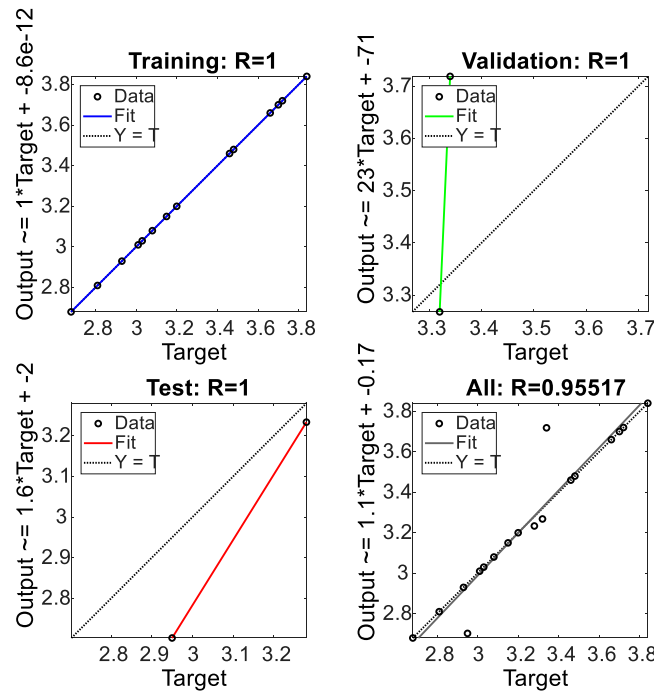 Training: R=1
Output ~= 1*Target + -8.6e-12
3.8
3.6
3.4
3.2
3
2.8
Data
Fit
Y = T
2.8 3 3.2 3.4 3.6 3.8
Target
Validation: R=1
Output ~= 23*Target + -71
3.7
3.6
3.5
3.4
3.3
Data
Fit
Y = T
3.3 3.4 3.5 3.6 3.7
Target
Test: R=1
Output ~= 1.6*Target + -2
3.2
3.1
3
2.9
2.8
Data
Fit
Y = T
2.8 2.9 3 3.1 3.2
Target
All: R=0.95517
Output ~= 1.1*Target + -0.17
3.8
3.6
3.4
3.2
3
2.8
Data
Fit
Y = T
2.8 3 3.2 3.4 3.6 3.8
Target